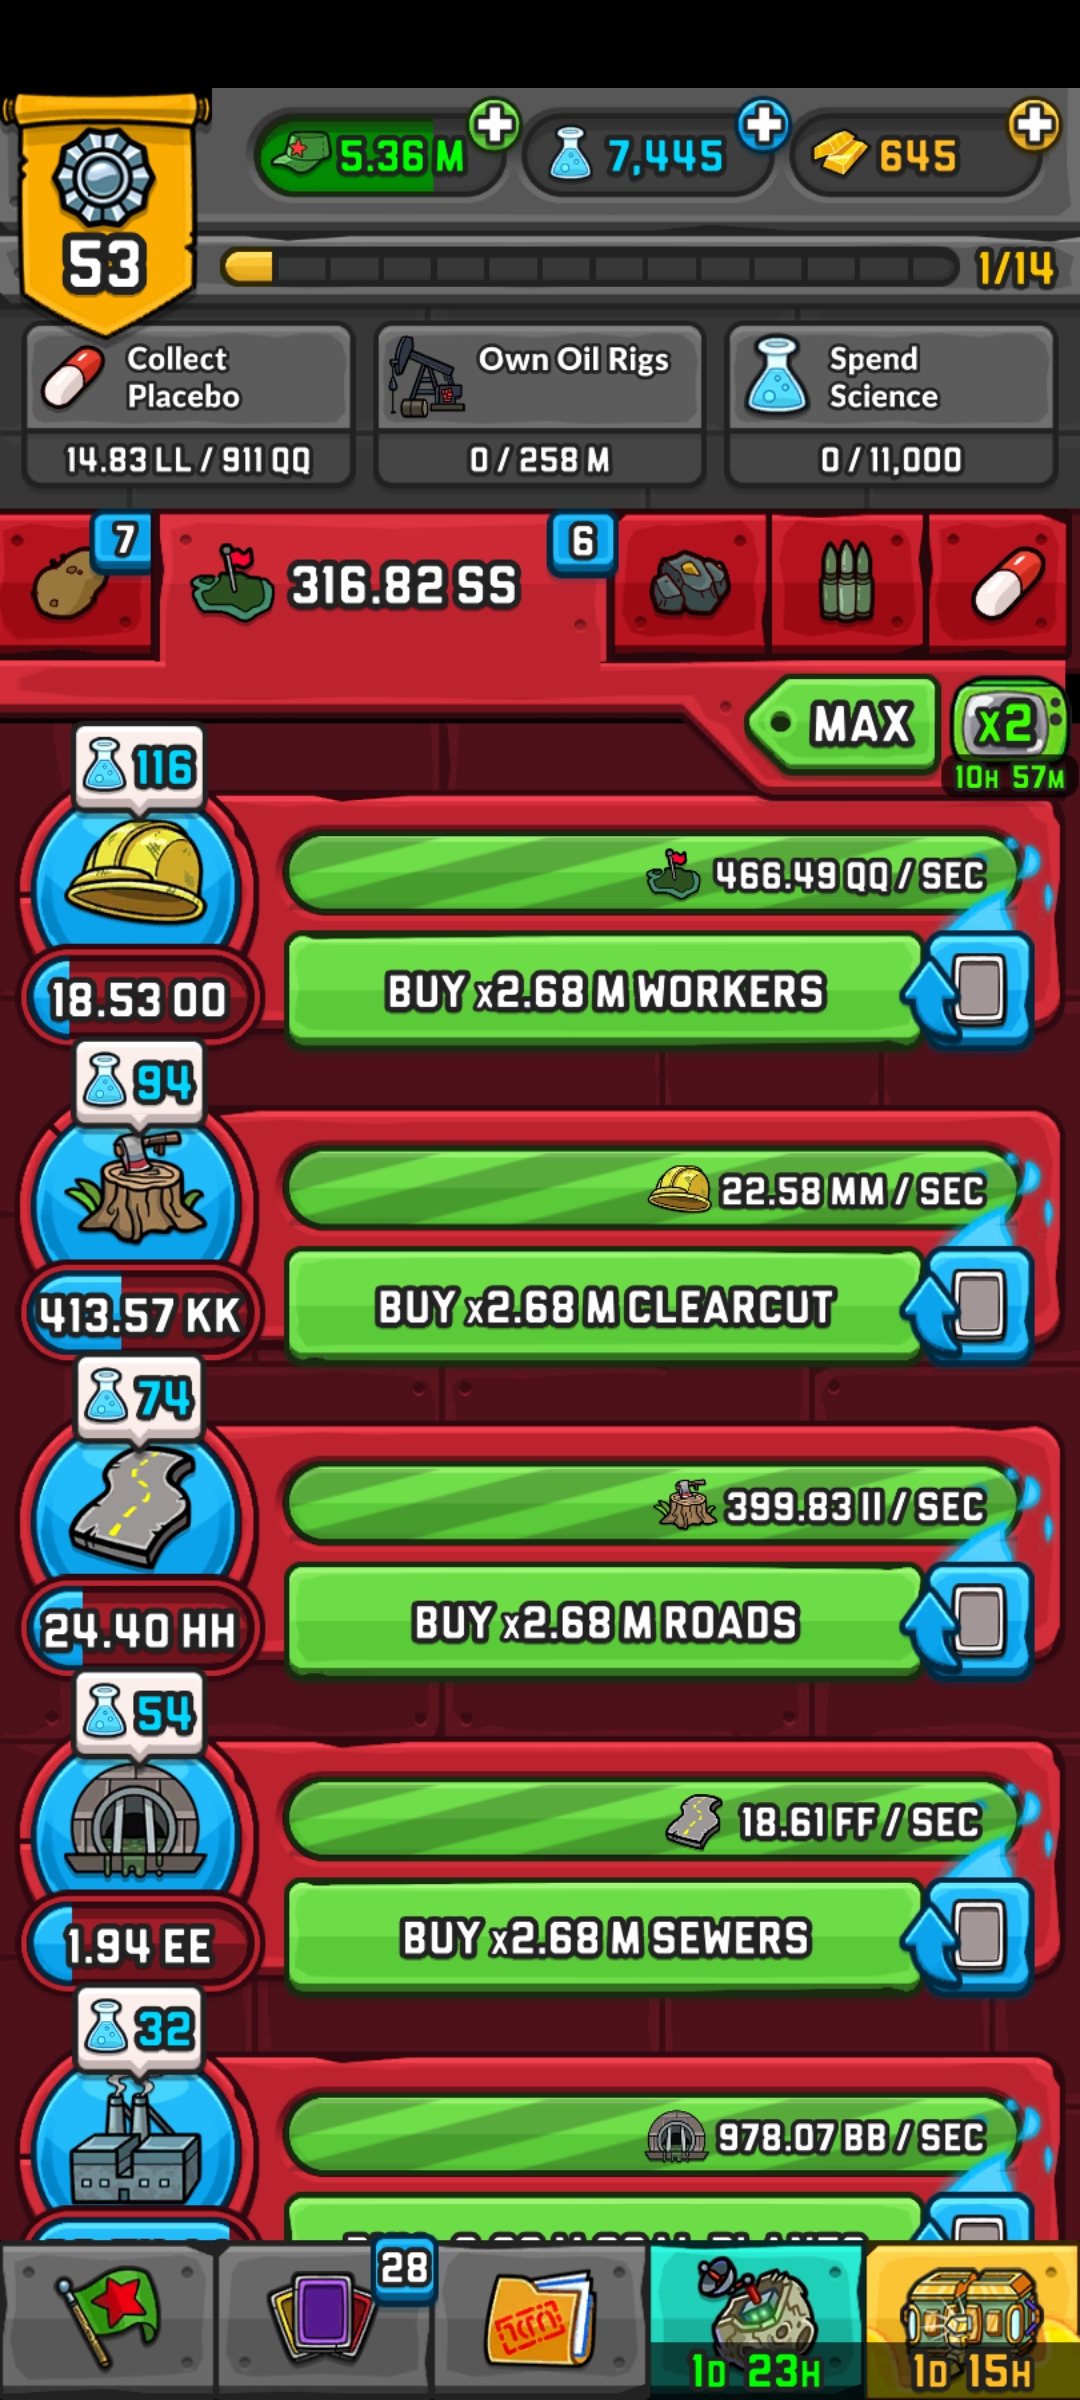 5.36 M
7,445
645
53
1/14
Collect
Placebo
14.83 LL / 911 QQ
Own Oil Rigs
0 / 258 M
Spend
Science
0 / 11,000
7
316.82 SS
6
MAX
X2
10H 57M
116
466.49 QQ / SEC
18.53 OO
BUY x2.68 M WORKERS
94
22.58 MM / SEC
413.57 KK
BUY x2.68 M CLEARCUT
74
399.83 II / SEC
24.40 HH
BUY x2.68 M ROADS
54
18.61 FF / SEC
1.94 EE
BUY x2.68 M SEWERS
32
978.07 BB / SEC
28
1D 23H
1D 15H